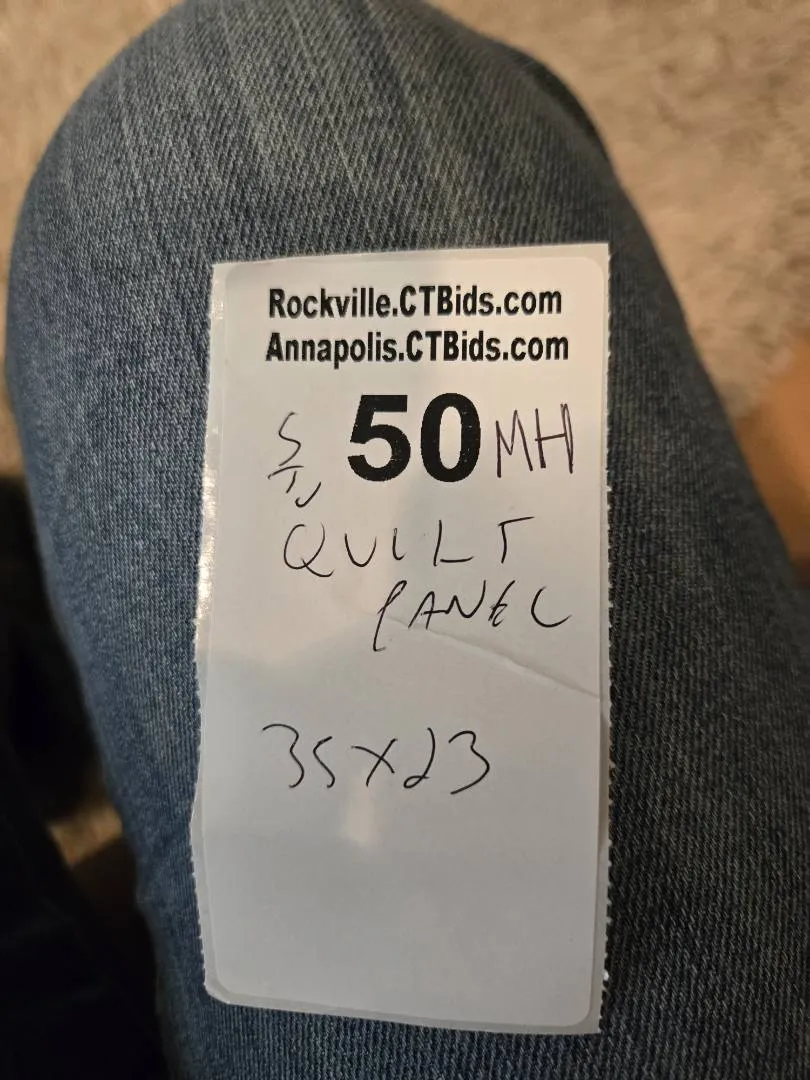 Rockville.CTBids.com
Annapolis.CTBids.com
50 MH
QUILT
PANEL
35x23